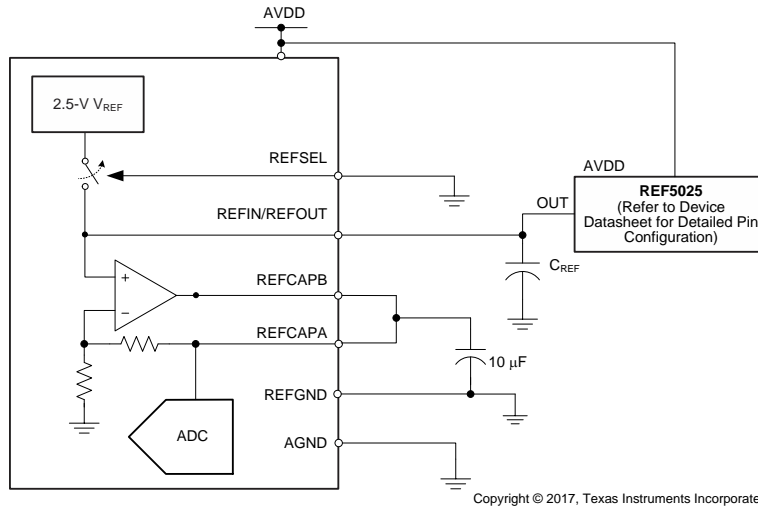 AVDD
2.5-V VREF
REFSEL
AVDD
REF5025
(Refer to Device
Datasheet for Detailed Pin
Configuration)
OUT
REFIN/REFOUT
CREF
+
−
REFCAPB
REFCAPA
10 µF
REFGND
ADC
AGND
Copyright © 2017, Texas Instruments Incorporate